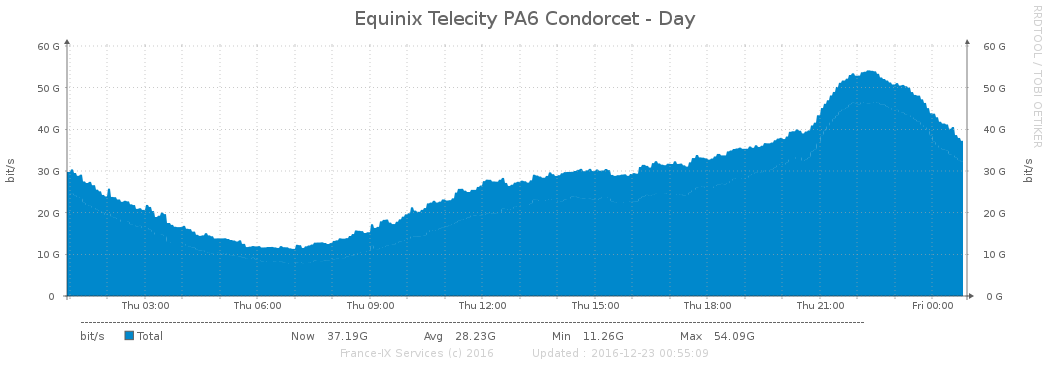 Equinix Telecity PA6 Condorcet - Day
RRDTOOL / TOBI OETIKER
60 G 60 G
50 G 50 G
40 G 40 G
30 G 30 G
20 G 20 G
10 G 10 G
0 0 G
bit/s
bit/s
Thu 03:00 Thu 06:00 Thu 09:00 Thu 12:00 Thu 15:00 Thu 18:00 Thu 21:00 Fri 00:00
bit/s Total Now 37.19G Avg 28.23G Min 11.26G Max 54.09G
France-IX Services (c) 2016 Updated : 2016-12-23 00:55:09